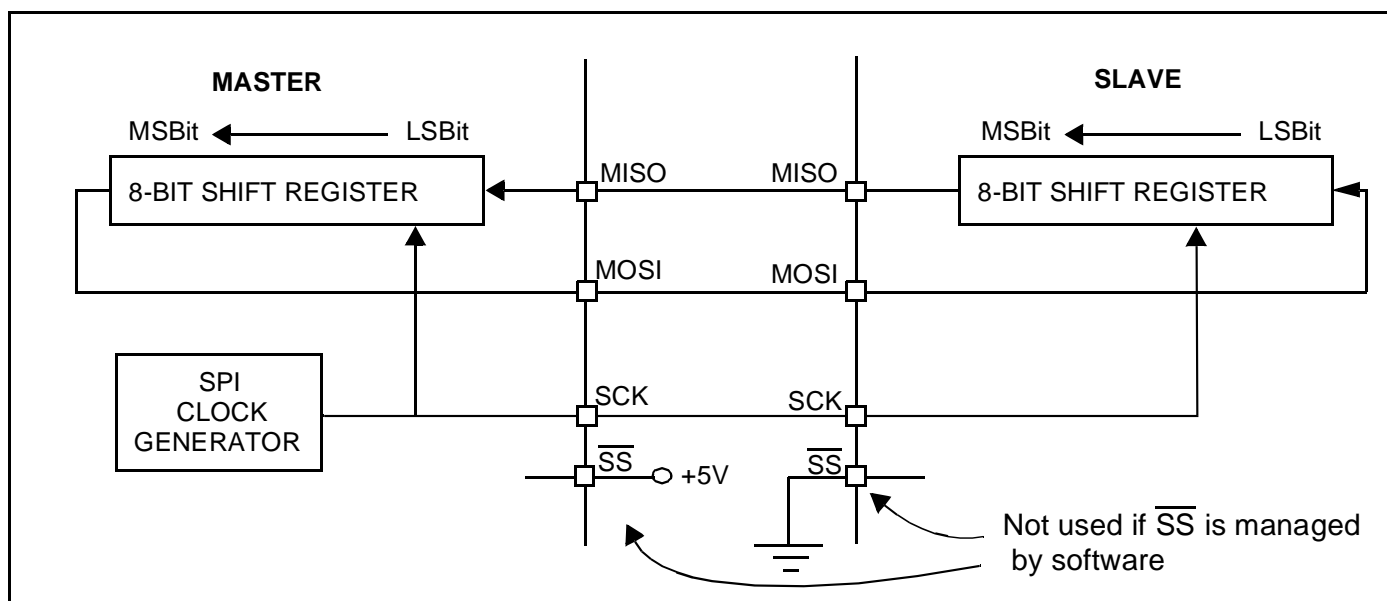 MASTER
SLAVE
MSBit LSBit
MSBit LSBit
8-BIT SHIFT REGISTER
MISO
MISO
8-BIT SHIFT REGISTER
MOSI
MOSI
SPI
CLOCK
GENERATOR
SCK
SCK
SS
+5V
SS
Not used if SS is managed
by software